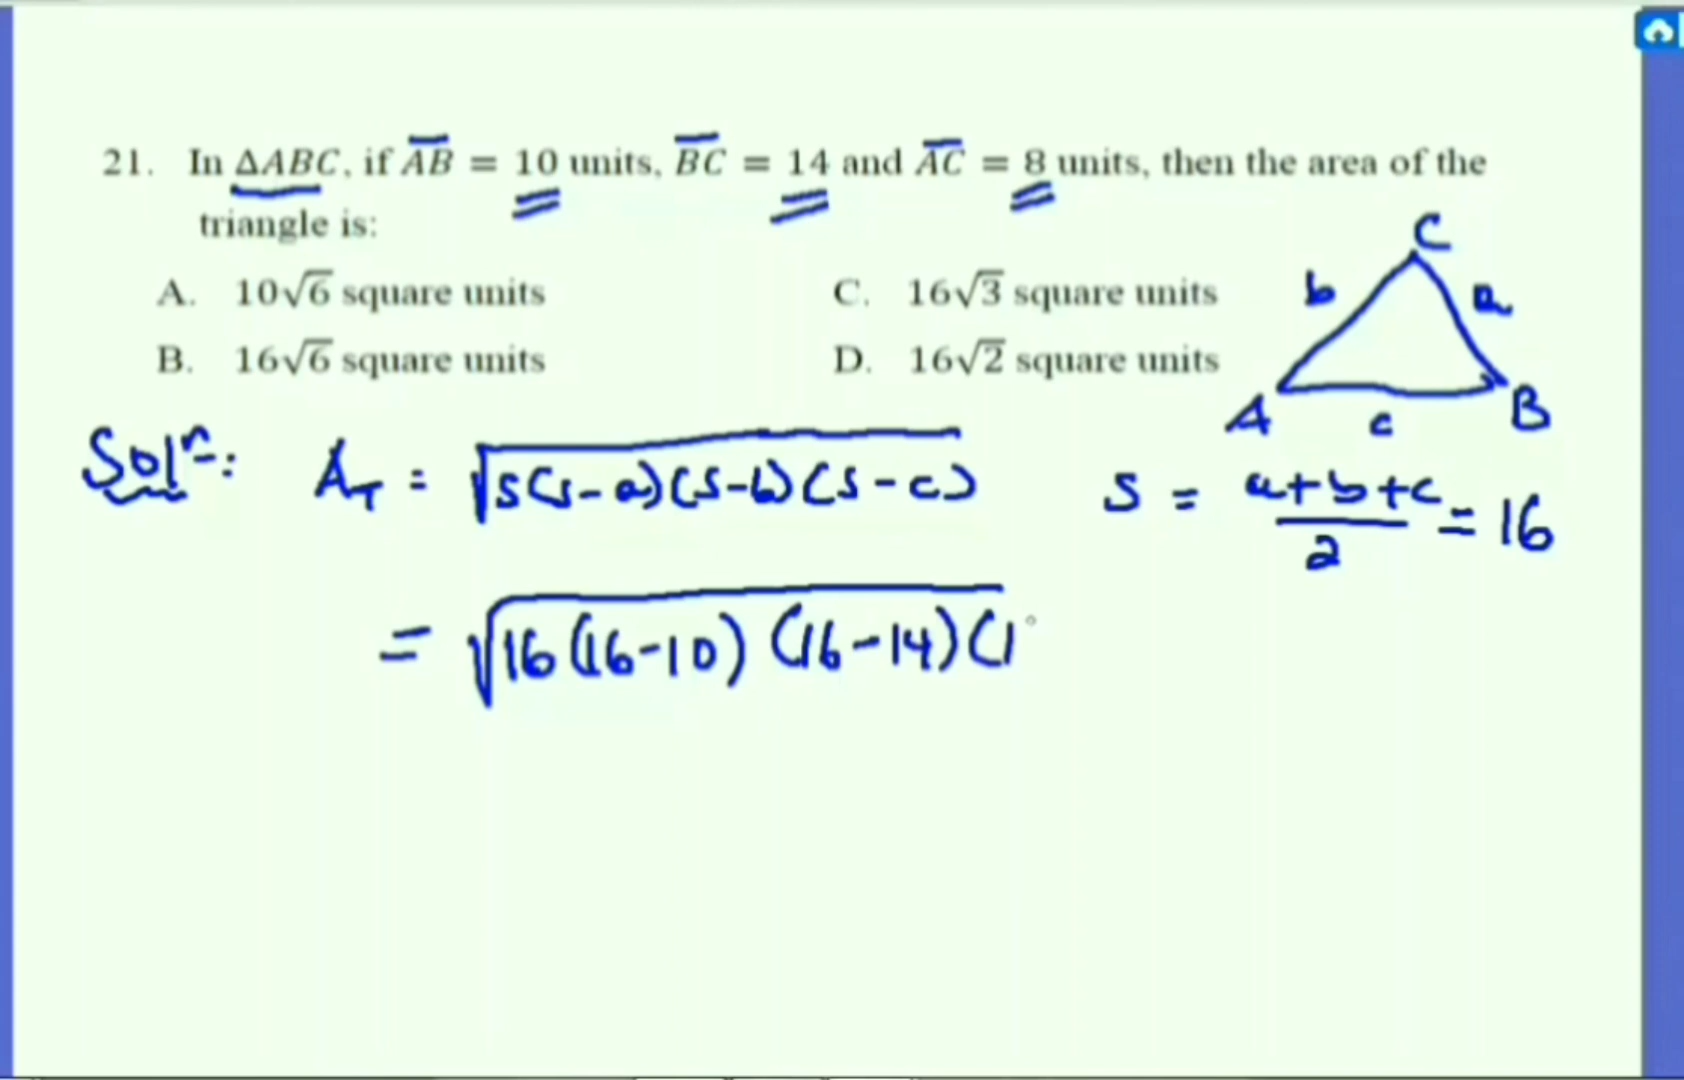 21. In ΔABC, if AB = 10 units, BC = 14 and AC = 8 units, then the area of the
triangle is:
A. 10√6 square units
C. 16√3 square units
B. 16√6 square units
D. 16√2 square units
C
b
a
A
c
B
Solⁿ: A_T = √s(s-a)(s-b)(s-c)
s = a+b+c/2 = 16
= √16(16-10)(16-14)(1